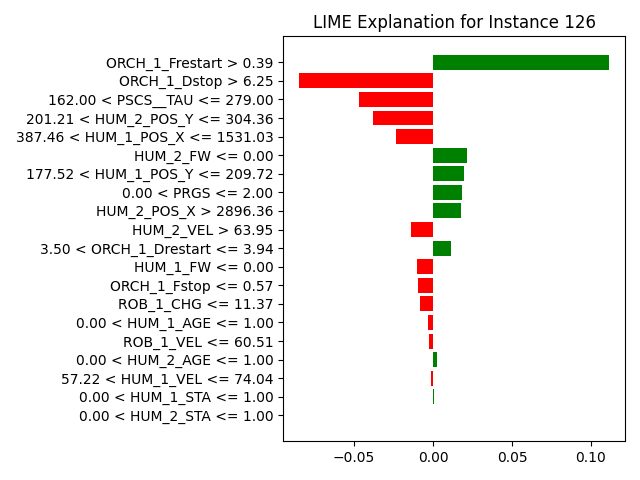 LIME Explanation for Instance 126
ORCH_1_Frestart > 0.39
ORCH_1_Dstop > 6.25
162.00 < PSCS__TAU <= 279.00
201.21 < HUM_2_POS_Y <= 304.36
387.46 < HUM_1_POS_X <= 1531.03
HUM_2_FW <= 0.00
177.52 < HUM_1_POS_Y <= 209.72
0.00 < PRGS <= 2.00
HUM_2_POS_X > 2896.36
HUM_2_VEL > 63.95
3.50 < ORCH_1_Drestart <= 3.94
HUM_1_FW <= 0.00
ORCH_1_Fstop <= 0.57
ROB_1_CHG <= 11.37
0.00 < HUM_1_AGE <= 1.00
ROB_1_VEL <= 60.51
0.00 < HUM_2_AGE <= 1.00
57.22 < HUM_1_VEL <= 74.04
0.00 < HUM_1_STA <= 1.00
0.00 < HUM_2_STA <= 1.00
−0.05 0.00 0.05 0.10